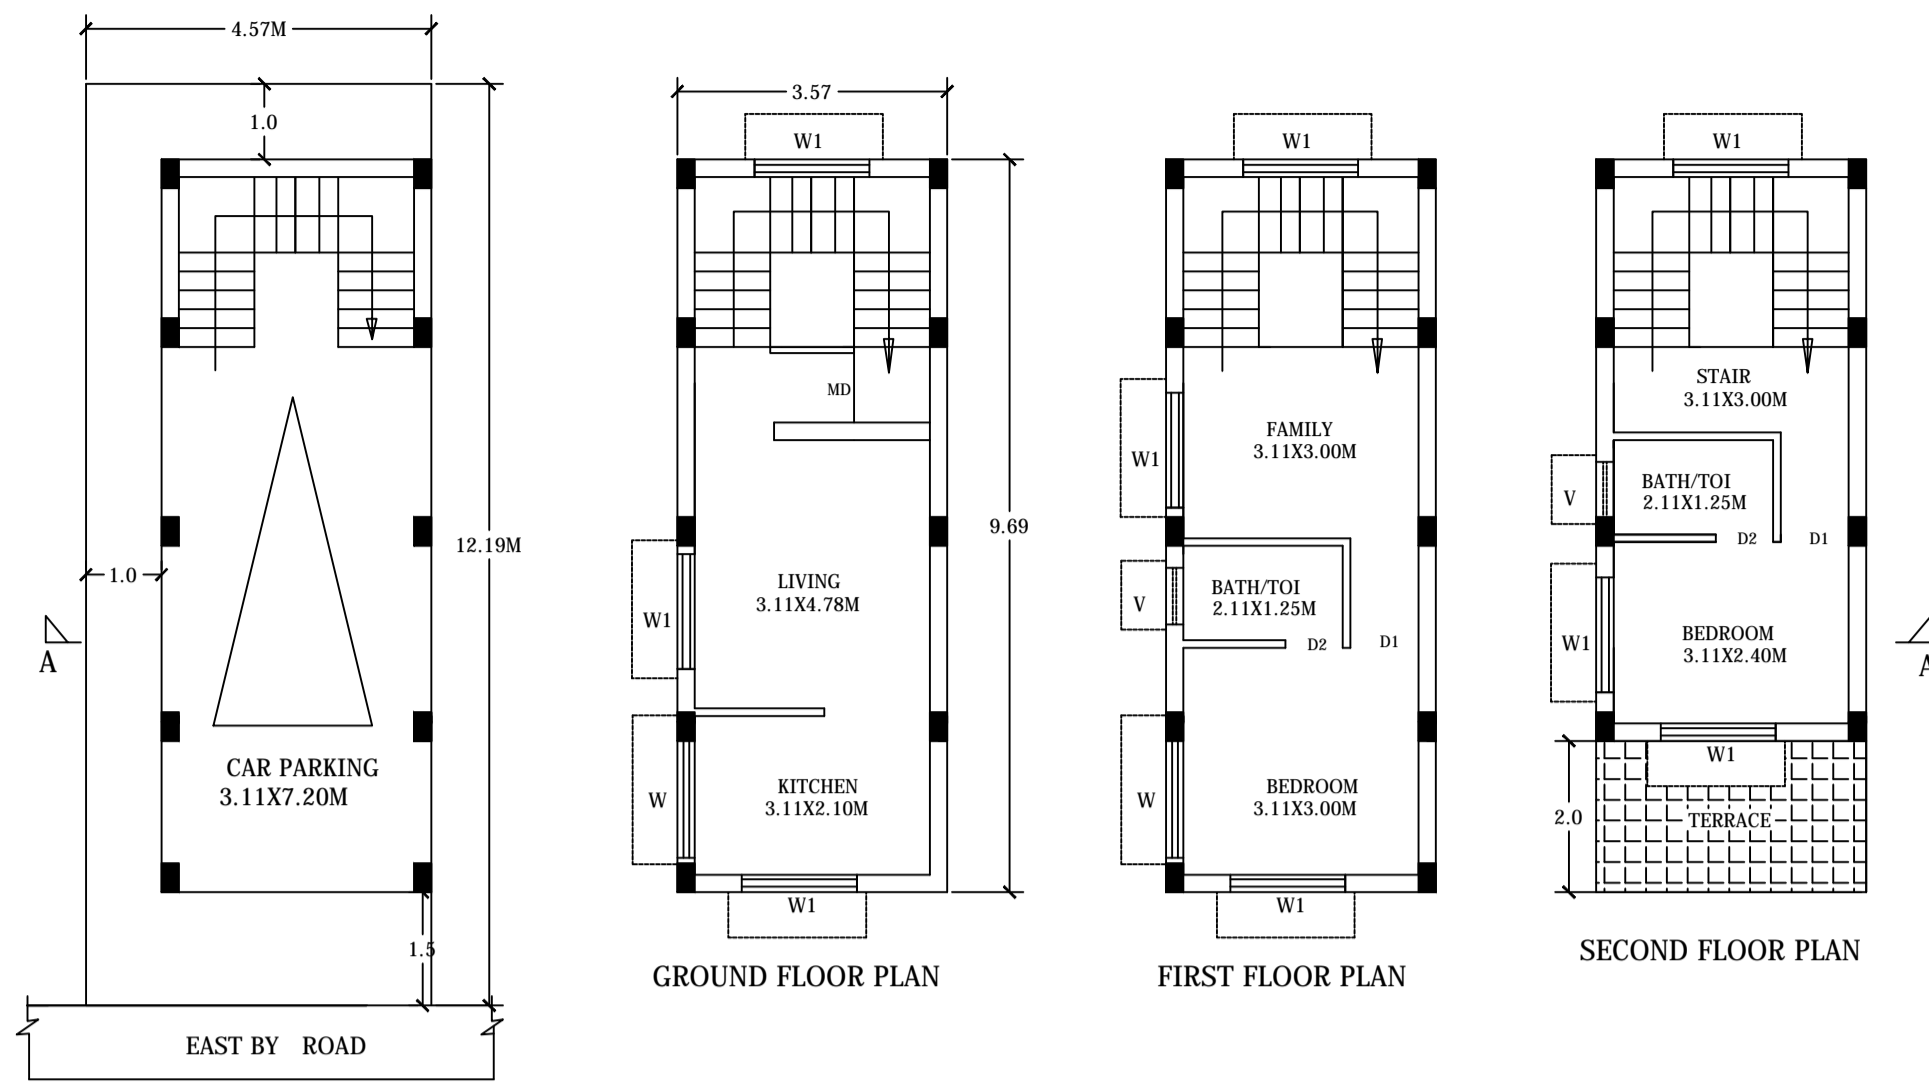 4.57M
1.0
1.0
12.19M
A
CAR PARKING
3.11X7.20M
1.5
EAST BY ROAD
3.57
W1
MD
9.69
LIVING
3.11X4.78M
W1
W
KITCHEN
3.11X2.10M
W1
GROUND FLOOR PLAN
W1
FAMILY
3.11X3.00M
W1
BATH/TOI
2.11X1.25M
V
D2
D1
W
BEDROOM
3.11X3.00M
W1
FIRST FLOOR PLAN
W1
STAIR
3.11X3.00M
BATH/TOI
2.11X1.25M
V
D2
D1
W1
BEDROOM
3.11X2.40M
A
W1
2.0
TERRACE
SECOND FLOOR PLAN